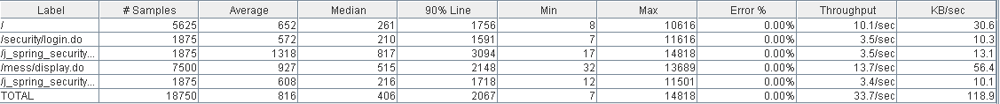 Label # Samples Average Median 90% Line Min Max Error % Throughput KB/sec
/ 5625 652 261 1756 8 10616 0.00% 10.1/sec 30.6
/security/login.do 1875 572 210 1591 7 11616 0.00% 3.5/sec 10.3
/j_spring_security... 1875 1318 817 3094 17 14818 0.00% 3.5/sec 13.1
/mess/display.do 7500 927 515 2148 32 13689 0.00% 13.7/sec 56.4
/j_spring_security... 1875 608 216 1718 12 11501 0.00% 3.4/sec 10.1
TOTAL 18750 816 406 2067 7 14818 0.00% 33.7/sec 118.9